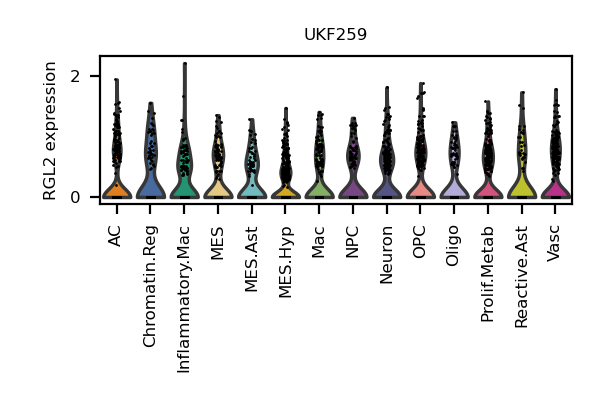 UKF259
RGL2 expression
2
0
AC
Chromatin.Reg
Inflammatory.Mac
MES
MES.Ast
MES.Hyp
Mac
NPC
Neuron
OPC
Oligo
Prolif.Metab
Reactive.Ast
Vasc